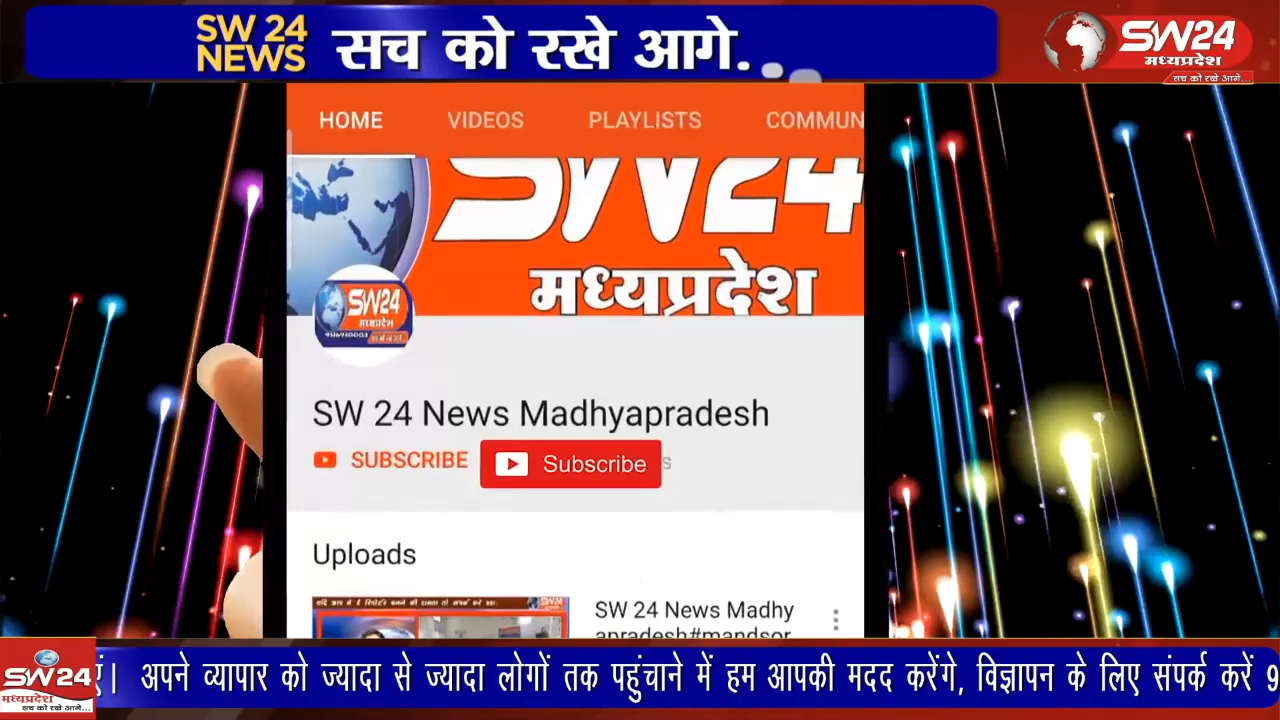 SW 24
NEWS
सच को रखे आगे..
SW24
मध्यप्रदेश
सच को रखे आगे...
HOME VIDEOS PLAYLISTS COMMUN
SW24
मध्यप्रदेश
SW24
मध्यप्रदेश
SW 24 News Madhyapradesh
SUBSCRIBE
Subscribe
s
Uploads
SW 24 News Madhy
apradesh#mandsor
SW24
मध्यप्रदेश
सच को रखे आगे...
एं। अपने व्यापार को ज्यादा से ज्यादा लोगों तक पहुंचाने में हम आपकी मदद करेंगे, विज्ञापन के लिए संपर्क करें 9